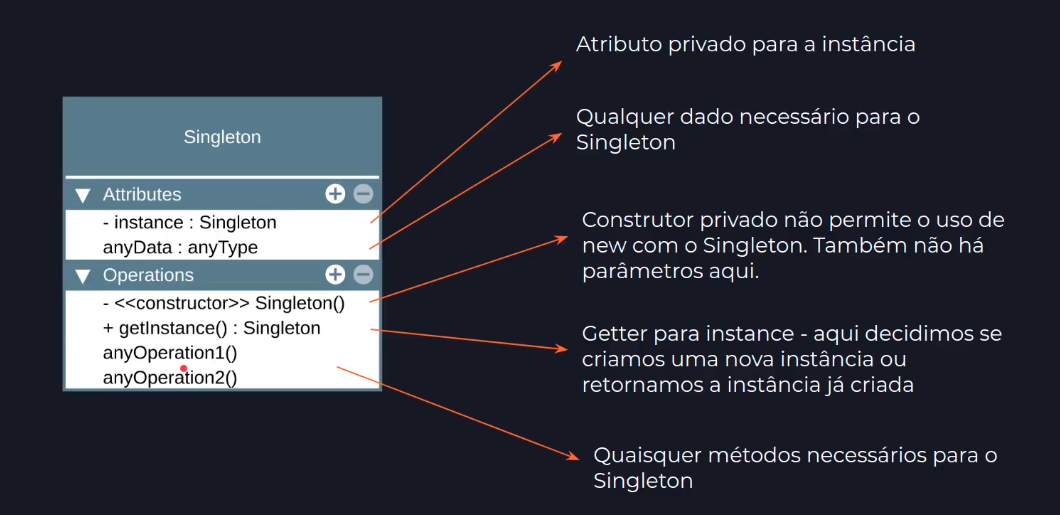 Singleton
Attributes
- instance : Singleton
anyData : anyType
Operations
- <<constructor>> Singleton()
+ getInstance() : Singleton
anyOperation1()
anyOperation2()
Atributo privado para a instância
Qualquer dado necessário para o
Singleton
Construtor privado não permite o uso de
new com o Singleton. Também não há
parâmetros aqui.
Getter para instance - aqui decidimos se
criamos uma nova instância ou
retornamos a instância já criada
Quaisquer métodos necessários para o
Singleton